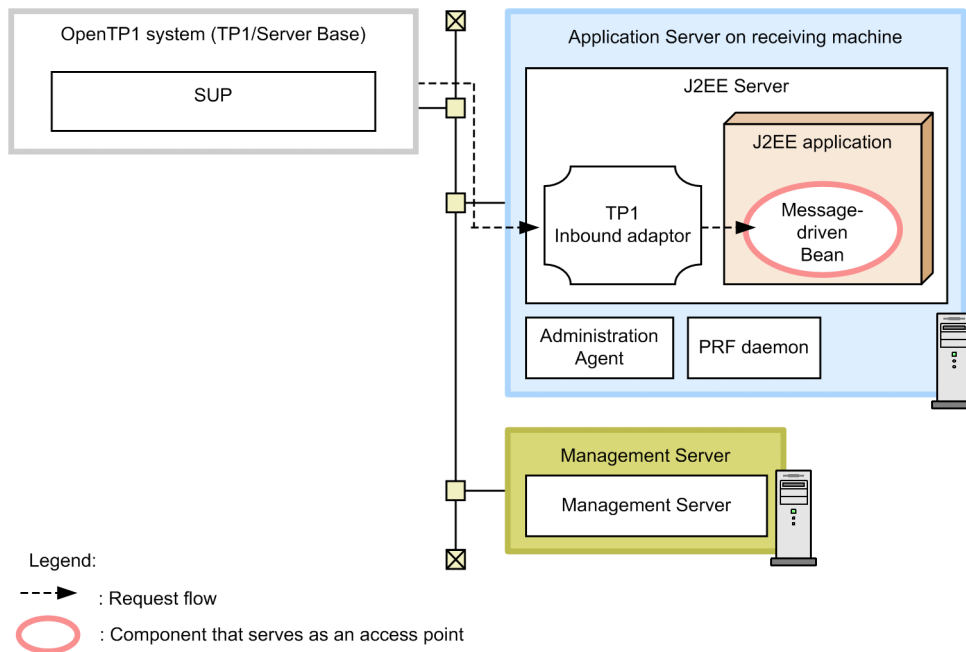 OpenTP1 system (TP1/Server Base)
SUP
Application Server on receiving machine
J2EE Server
J2EE application
TP1
Inbound adaptor
Message-
driven
Bean
Administration
Agent
PRF daemon
Management Server
Management Server
Legend:
: Request flow
: Component that serves as an access point